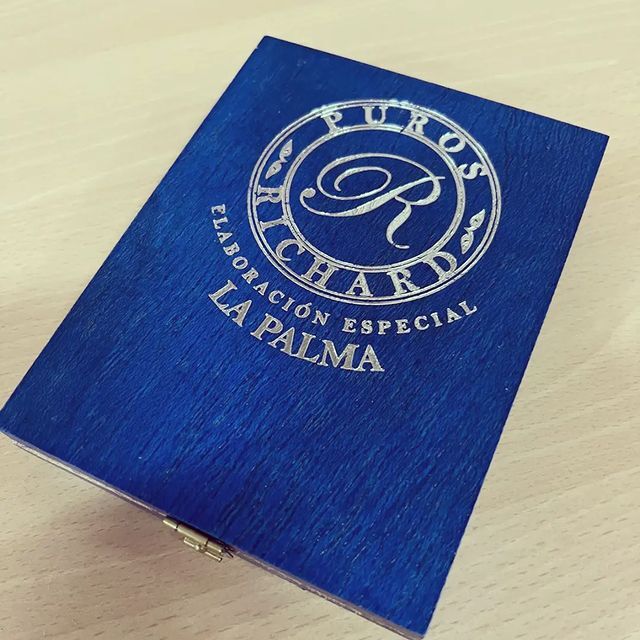 PUROS
R
RICHARD
ELABORACIÓN ESPECIAL
LA PALMA